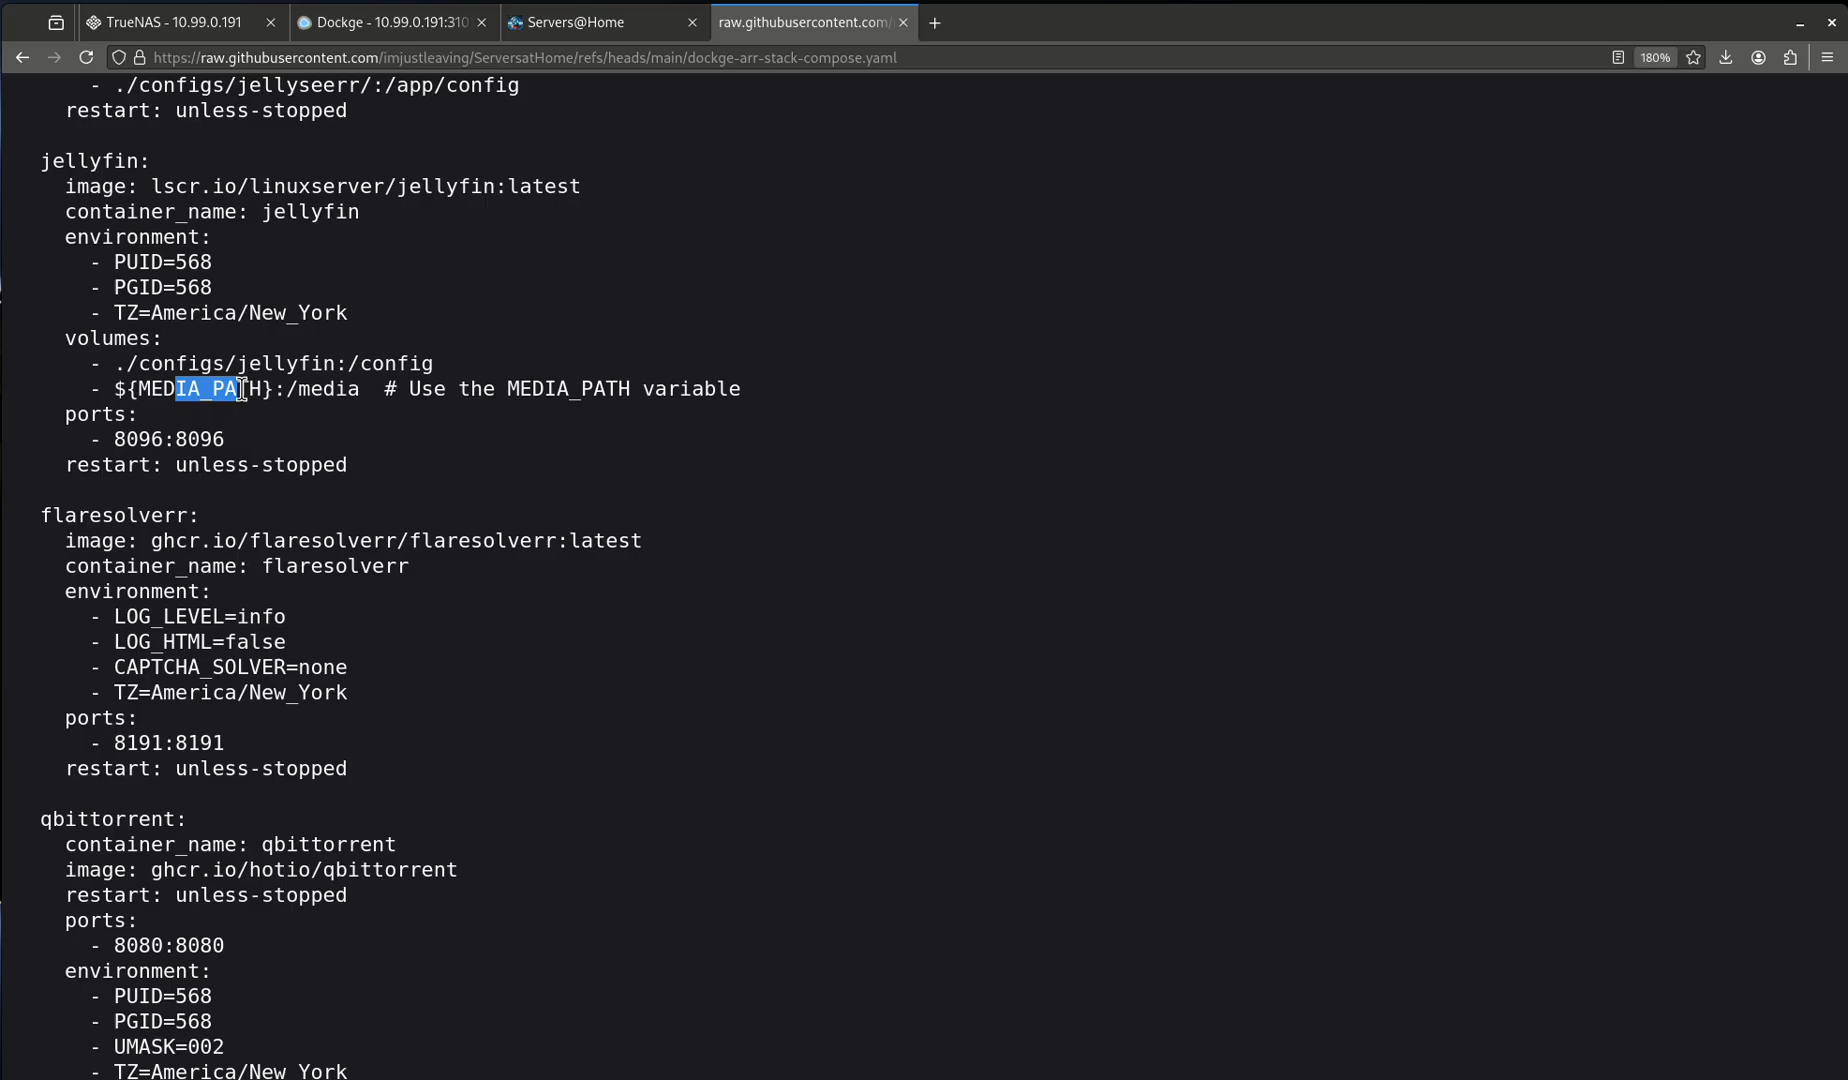 TrueNAS - 10.99.0.191
Dockge - 10.99.0.191:310
Servers@Home
raw.githubusercontent.com/
https://raw.githubusercontent.com/imjustleaving/ServersatHome/refs/heads/main/dockge-arr-stack-compose.yaml
180%
- ./configs/jellyseerr/:/app/config
restart: unless-stopped
jellyfin:
image: lscr.io/linuxserver/jellyfin:latest
container_name: jellyfin
environment:
- PUID=568
- PGID=568
- TZ=America/New_York
volumes:
- ./configs/jellyfin:/config
- ${MEDIA_PATH}:/media # Use the MEDIA_PATH variable
ports:
- 8096:8096
restart: unless-stopped
flaresolverr:
image: ghcr.io/flaresolverr/flaresolverr:latest
container_name: flaresolverr
environment:
- LOG_LEVEL=info
- LOG_HTML=false
- CAPTCHA_SOLVER=none
- TZ=America/New_York
ports:
- 8191:8191
restart: unless-stopped
qbittorrent:
container_name: qbittorrent
image: ghcr.io/hotio/qbittorrent
restart: unless-stopped
ports:
- 8080:8080
environment:
- PUID=568
- PGID=568
- UMASK=002
- TZ=America/New_York